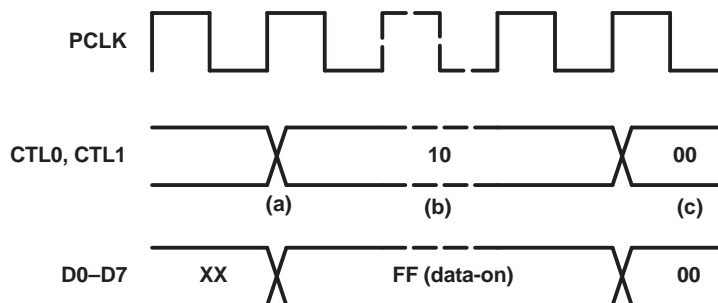 PCLK
CTL0, CTL1 10 00
(a) (b) (c)
D0–D7 XX FF (data-on) 00